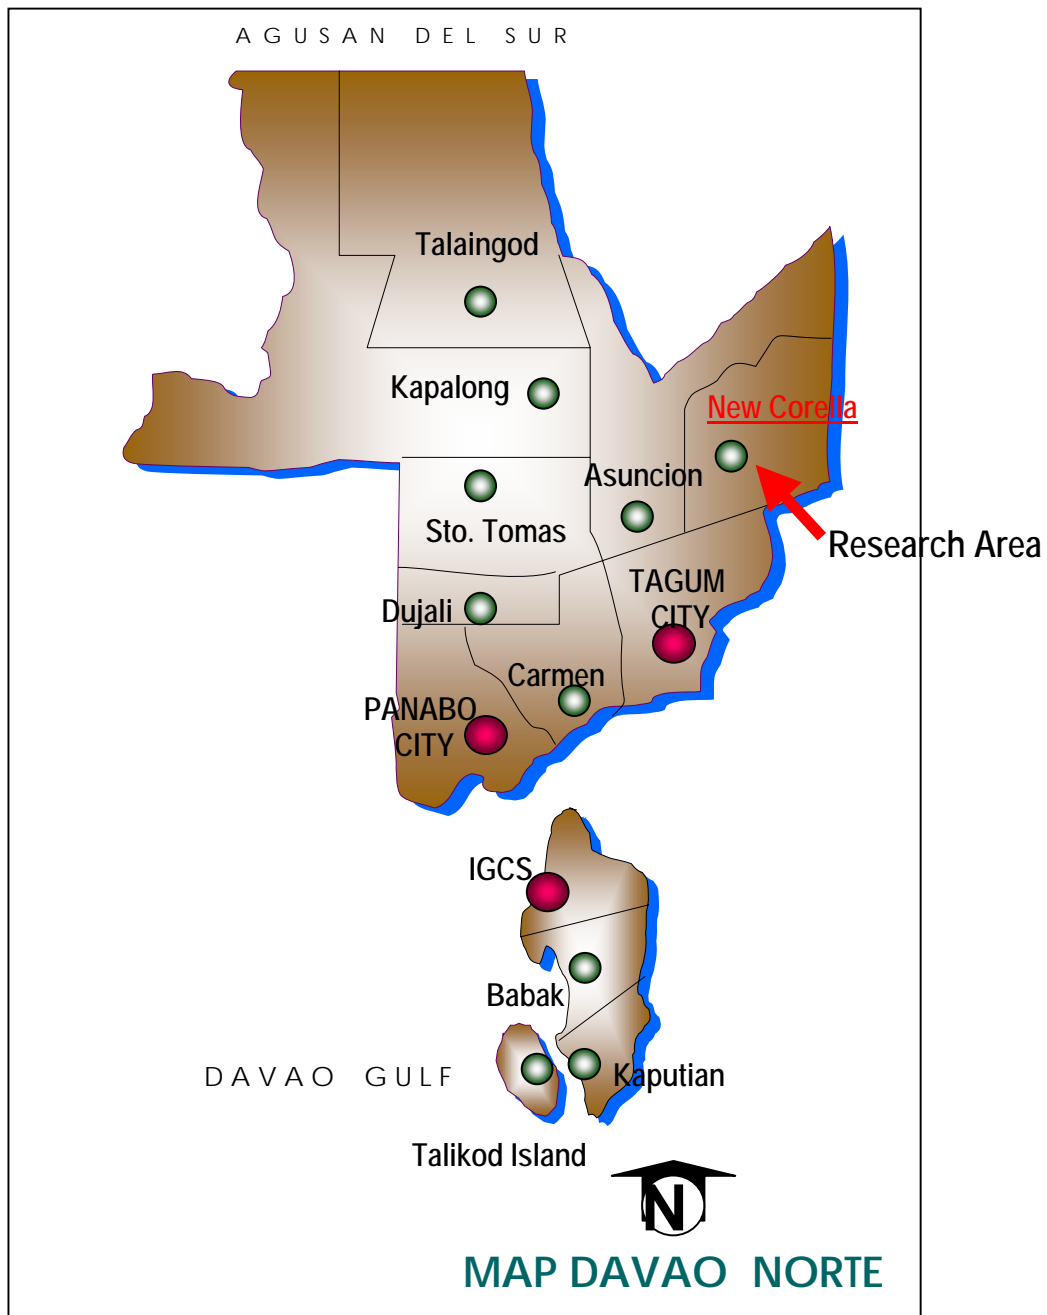 AGUSAN DEL SUR
Talaingod
Kapalong
New Corella
Asuncion
Sto. Tomas
Research Area
TAGUM
CITY
Dujali
Carmen
PANABO
CITY
IGCS
Babak
DAVAO GULF
Kaputian
Talikod Island
N
MAP DAVAO NORTE